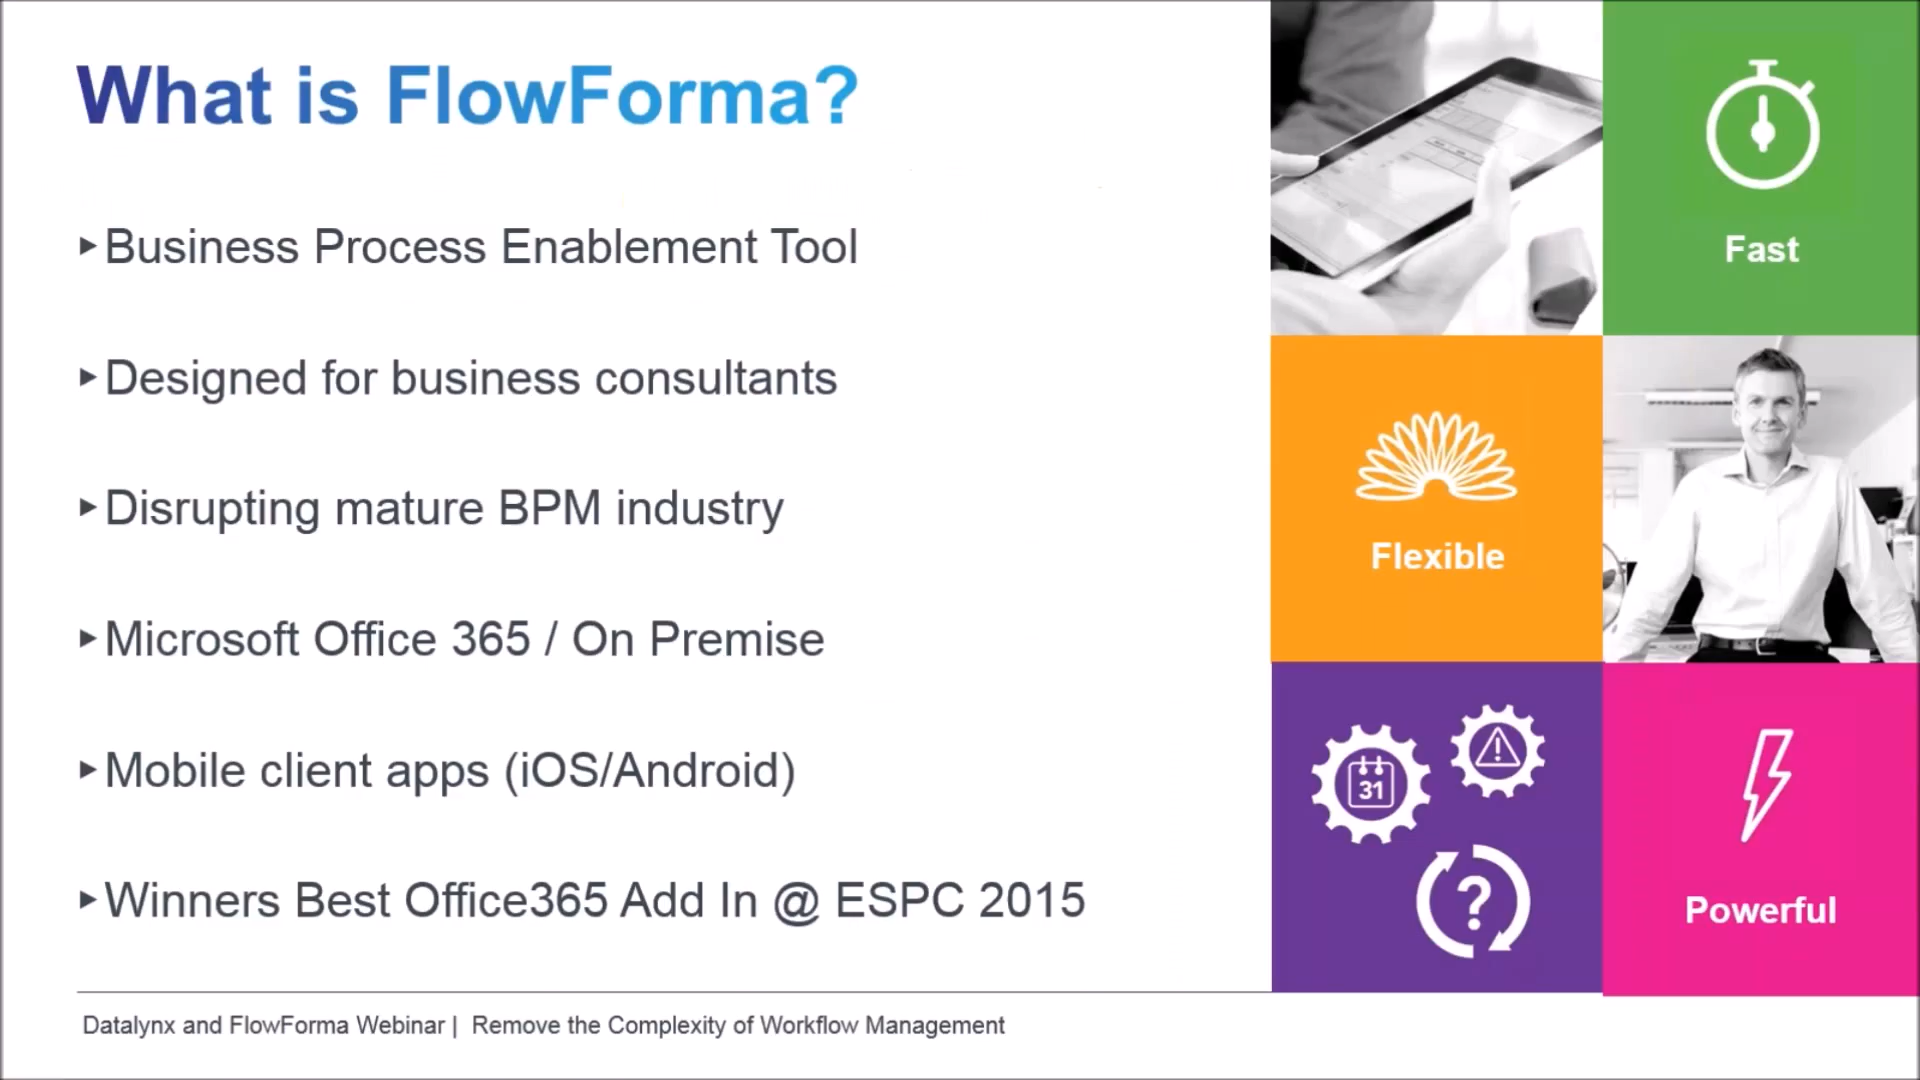 What is FlowForma?
▸Business Process Enablement Tool
▸Designed for business consultants
▸Disrupting mature BPM industry
▸Microsoft Office 365 / On Premise
▸Mobile client apps (iOS/Android)
▸Winners Best Office365 Add In @ ESPC 2015
Fast
Flexible
31
?
Powerful
Datalynx and FlowForma Webinar | Remove the Complexity of Workflow Management